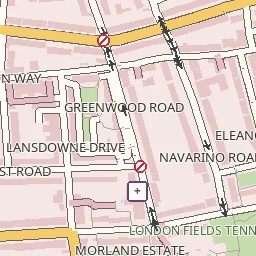 N WAY
GREENWOOD ROAD
ELEANO
LANSDOWNE DRIVE
NAVARINO ROA
ST ROAD
LONDON FIELDS TENN
MORLAND ESTATE